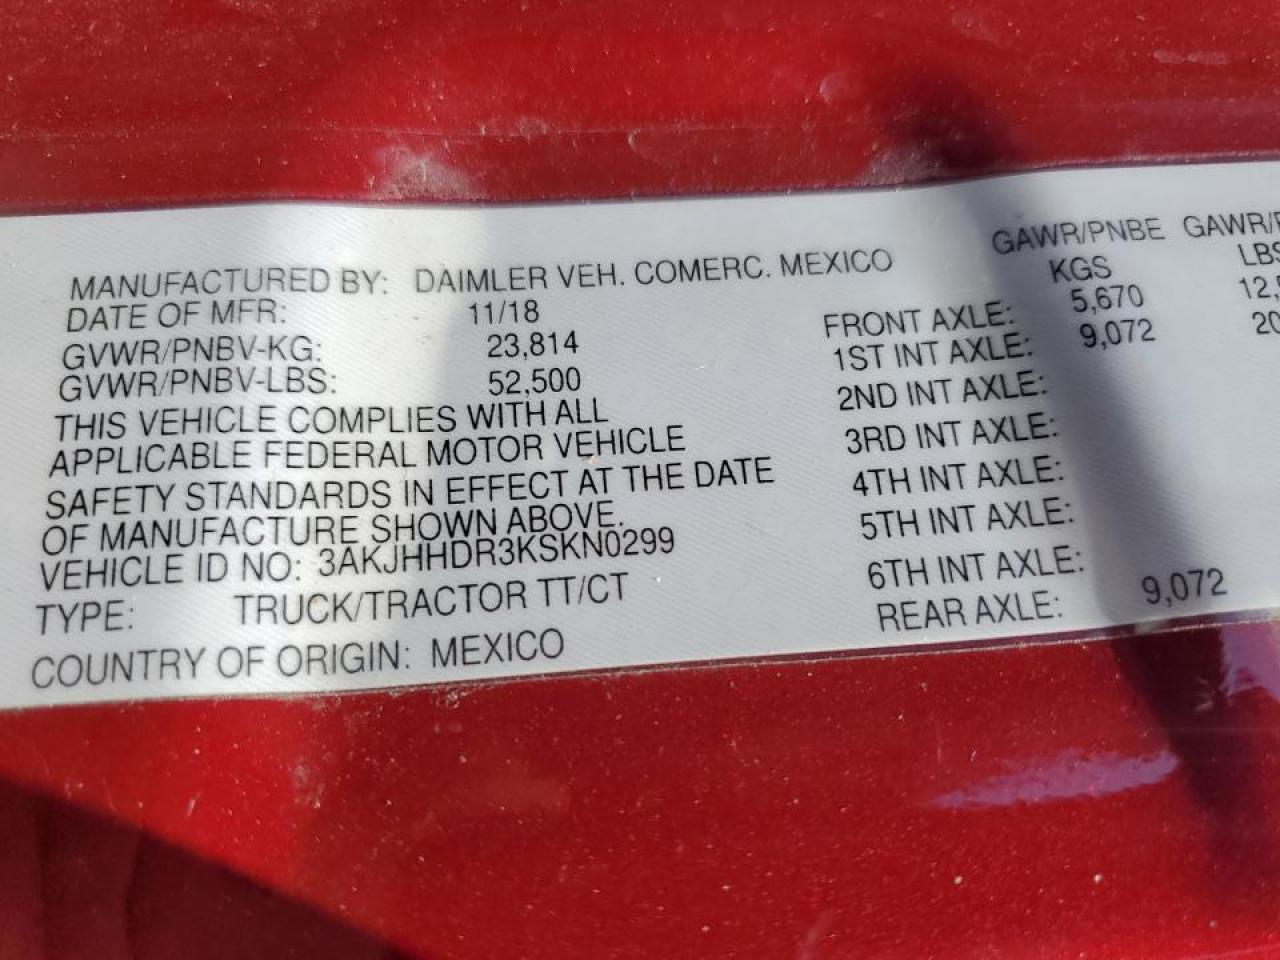 MANUFACTURED BY: DAIMLER VEH. COMERC. MEXICO
DATE OF MFR: 11/18
GVWR/PNBV-KG: 23,814
GVWR/PNBV-LBS: 52,500
THIS VEHICLE COMPLIES WITH ALL
APPLICABLE FEDERAL MOTOR VEHICLE
SAFETY STANDARDS IN EFFECT AT THE DATE
OF MANUFACTURE SHOWN ABOVE.
VEHICLE ID NO: 3AKJHHDR3KSKN0299
TYPE: TRUCK/TRACTOR TT/CT
COUNTRY OF ORIGIN: MEXICO
GAWR/PNBE
KGS LBS
FRONT AXLE: 5,670
1ST INT AXLE: 9,072
2ND INT AXLE:
3RD INT AXLE:
4TH INT AXLE:
5TH INT AXLE:
6TH INT AXLE:
REAR AXLE: 9,072